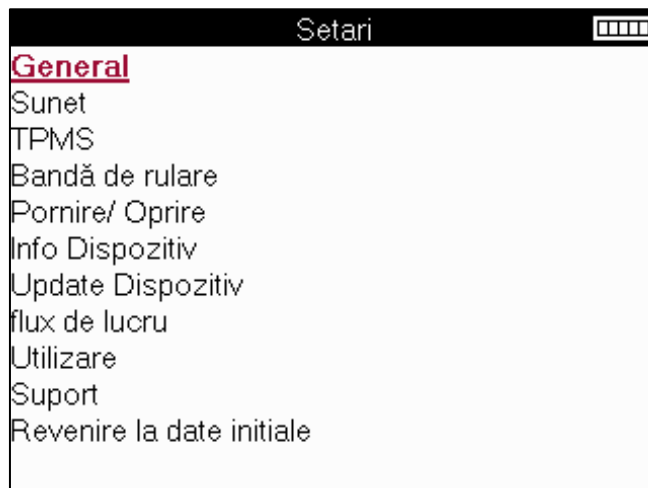 Setari
General
Sunet
TPMS
Bandă de rulare
Pornire/ Oprire
Info Dispozitiv
Update Dispozitiv
flux de lucru
Utilizare
Suport
Revenire la date initiale